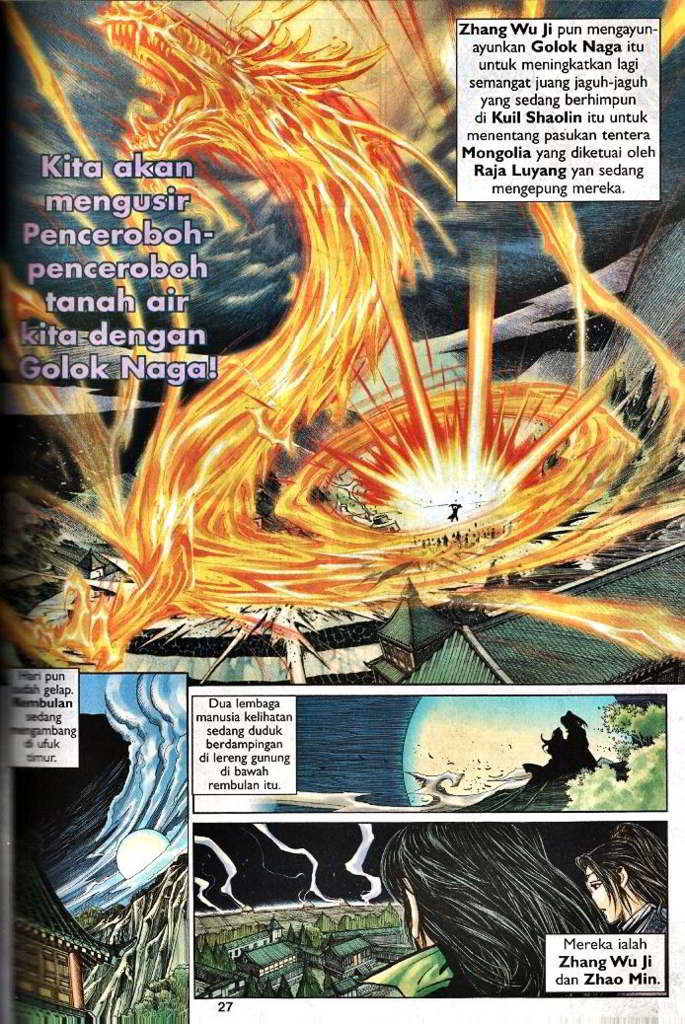 Zhang Wu Ji pun mengayun-
ayunkan Golok Naga itu
untuk meningkatkan lagi
semangat juang jaguh-jaguh
yang sedang berhimpun
di Kuil Shaolin itu untuk
menentang pasukan tentera
Mongolia yang diketuai oleh
Raja Luyang yan sedang
mengepung mereka.
Kita akan
mengusir
Penceroboh-
penceroboh
tanah air
kita dengan
Golok Naga!
Hari pun
sudah gelap.
Rembulan
sedang
mengambang
di ufuk
timur.
Dua lembaga
manusia kelihatan
sedang duduk
berdampingan
di lereng gunung
di bawah
rembulan itu.
Mereka ialah
Zhang Wu Ji
dan Zhao Min.
27